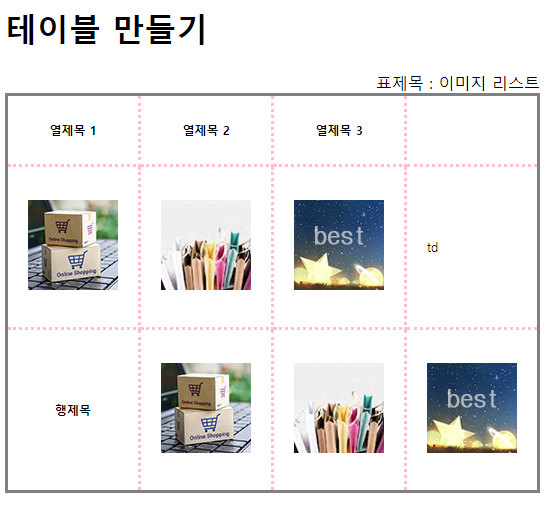 테이블 만들기
표제목 : 이미지 리스트
열제목 1 열제목 2 열제목 3
Online Shopping
Online Shopping
best
td
행제목
Online Shopping
Online Shopping
best